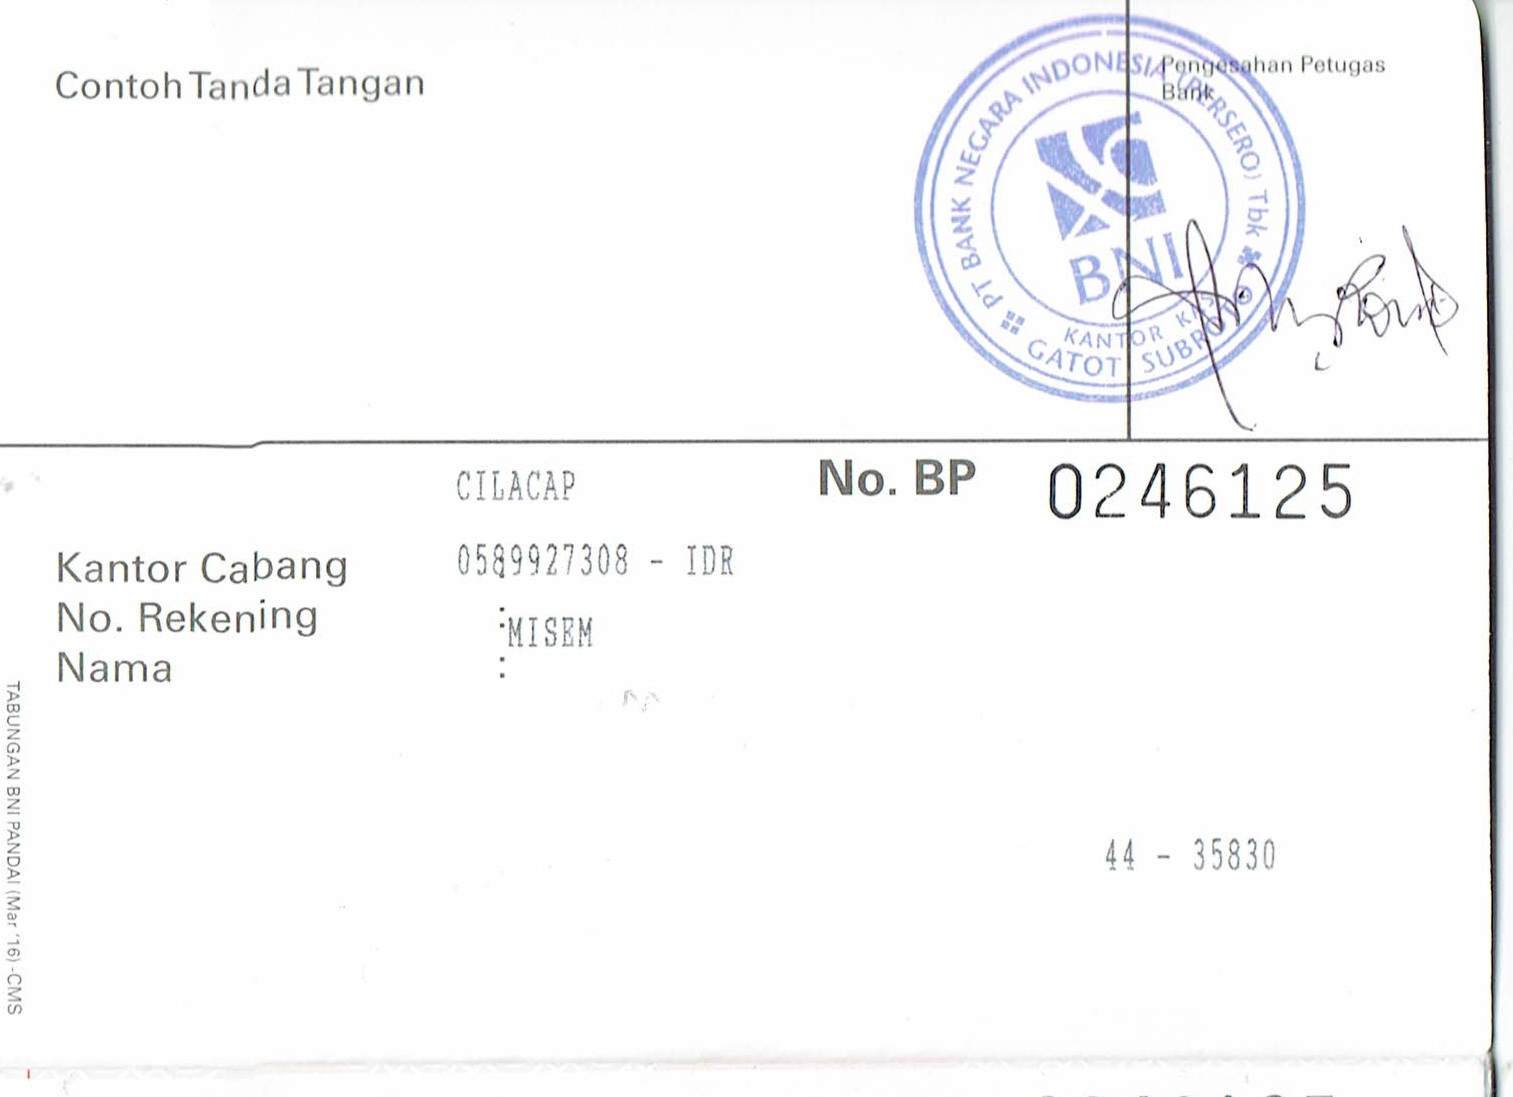 Contoh Tanda Tangan
Pengesahan Petugas
Bank
PT BANK NEGARA INDONESIA (PERSERO) Tbk
BNI
KANTOR KAS
GATOT SUBROTO
CILACAP
No. BP 0246125
Kantor Cabang
0589927308 - IDR
No. Rekening :
MISEM
Nama :
44 - 35830
TABUNGAN BNI PANDAI (Mar '16) - CMS